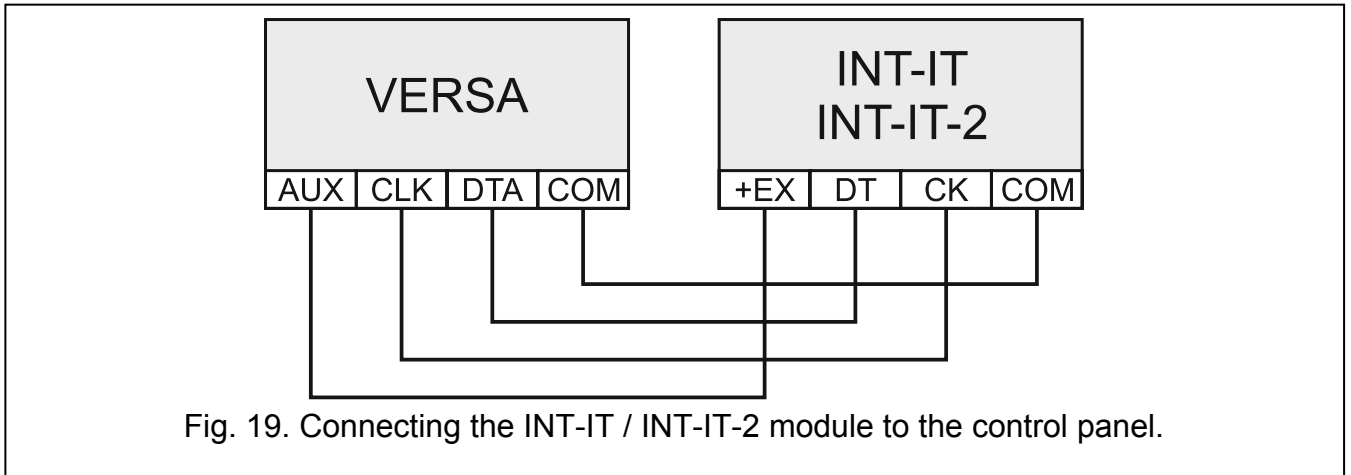 VERSA
AUX CLK DTA COM
INT-IT
INT-IT-2
+EX DT CK COM
Fig. 19. Connecting the INT-IT / INT-IT-2 module to the control panel.